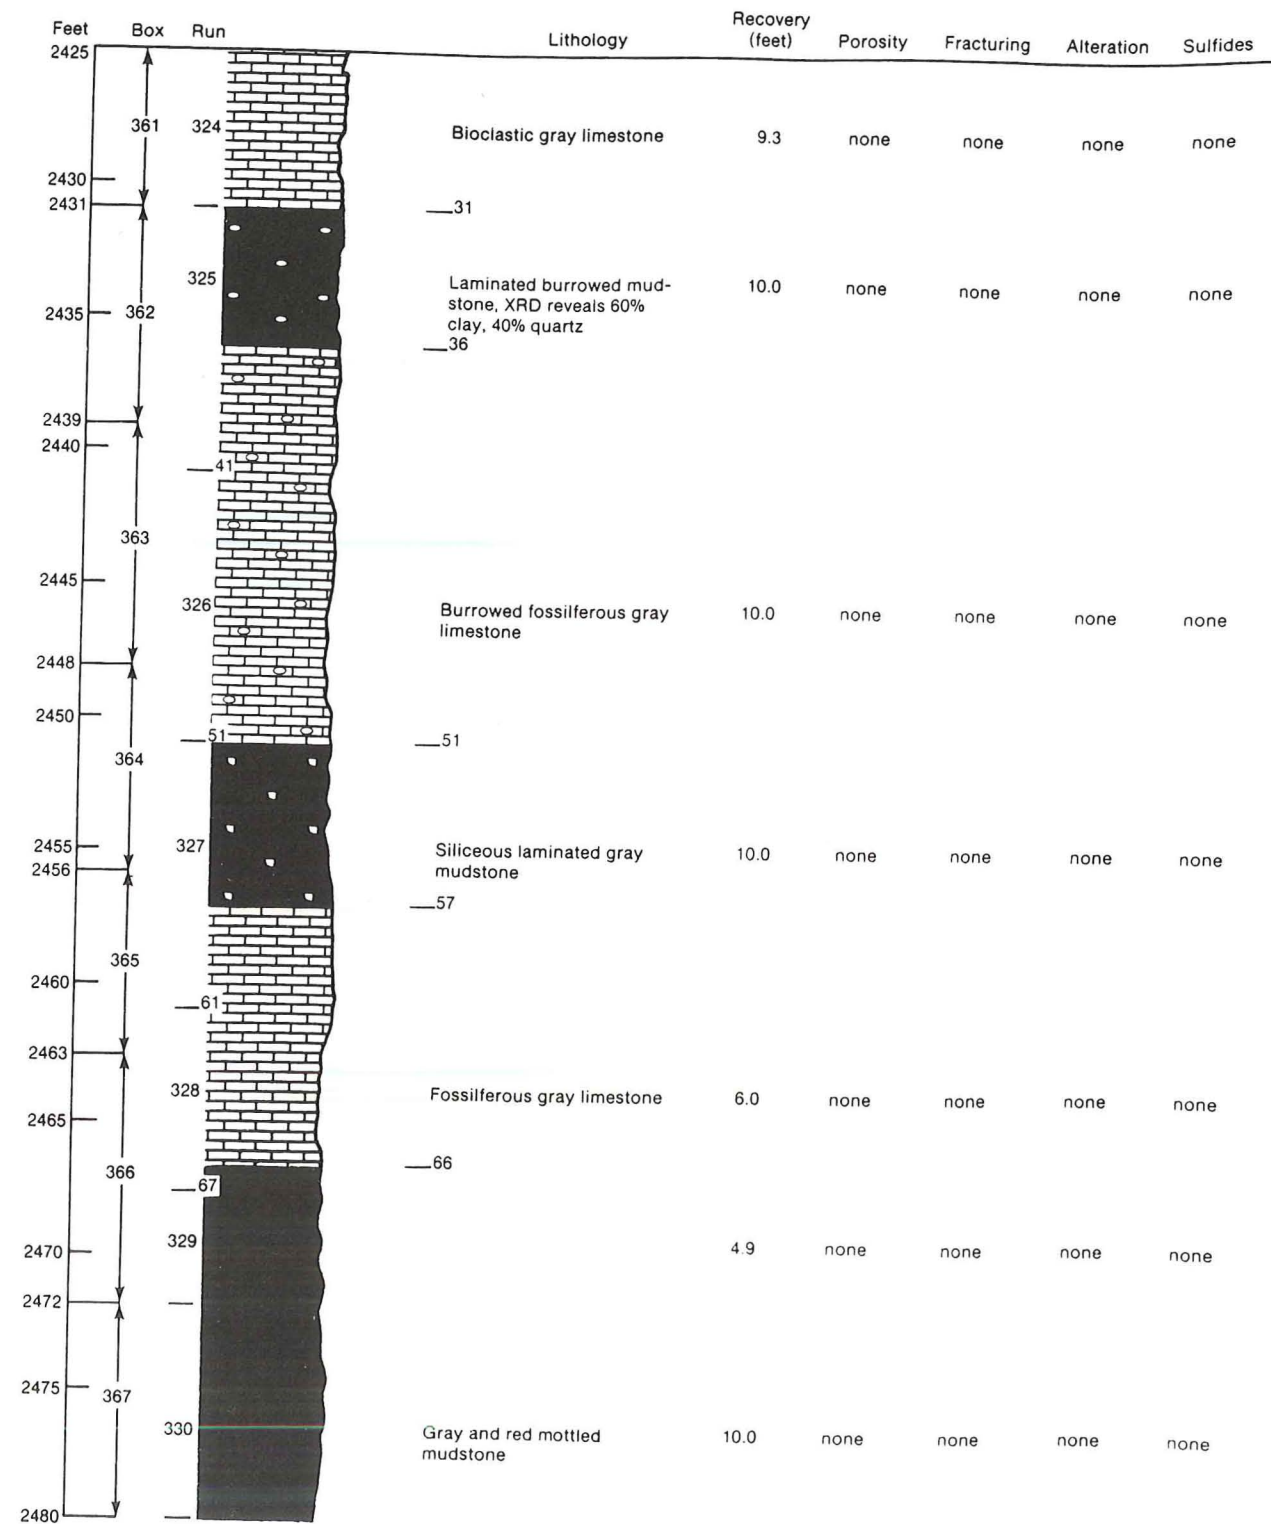 Feet Box Run Lithology Recovery (feet) Porosity Fracturing Alteration Sulfides
2425
361 324 Bioclastic gray limestone 9.3 none none none none
2430
2431 31
325 Laminated burrowed mud-
stone, XRD reveals 60%
clay, 40% quartz
10.0 none none none none
2435 362
36
2439
2440
41
363
2445
326 Burrowed fossilferous gray
limestone
10.0 none none none none
2448
2450
51 51
364
2455 327 Siliceous laminated gray
mudstone
10.0 none none none none
2456
57
365
2460
61
2463
328 Fossilferous gray limestone 6.0 none none none none
2465
66
366
67
329 4.9 none none none none
2470
2472
2475 367
330 Gray and red mottled
mudstone
10.0 none none none none
2480